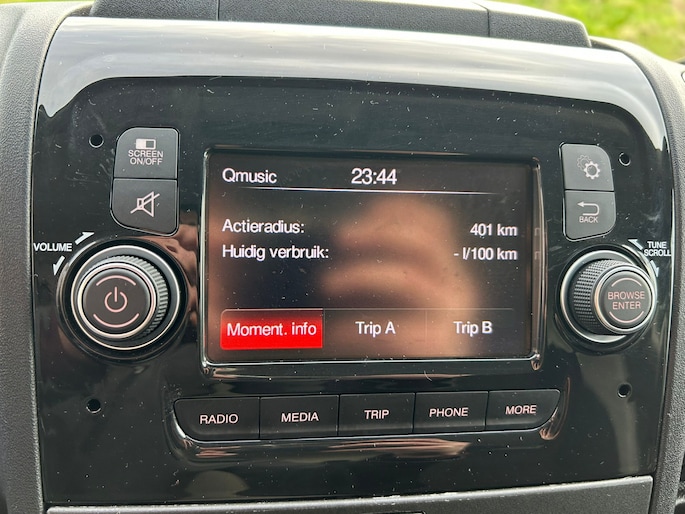 SCREEN
ON/OFF
Qmusic 23:44
BACK
VOLUME
Actieradius: 401 km
Huidig verbruik: - l/100 km
TUNE
SCROLL
BROWSE
ENTER
Moment. info Trip A Trip B
RADIO MEDIA TRIP PHONE MORE